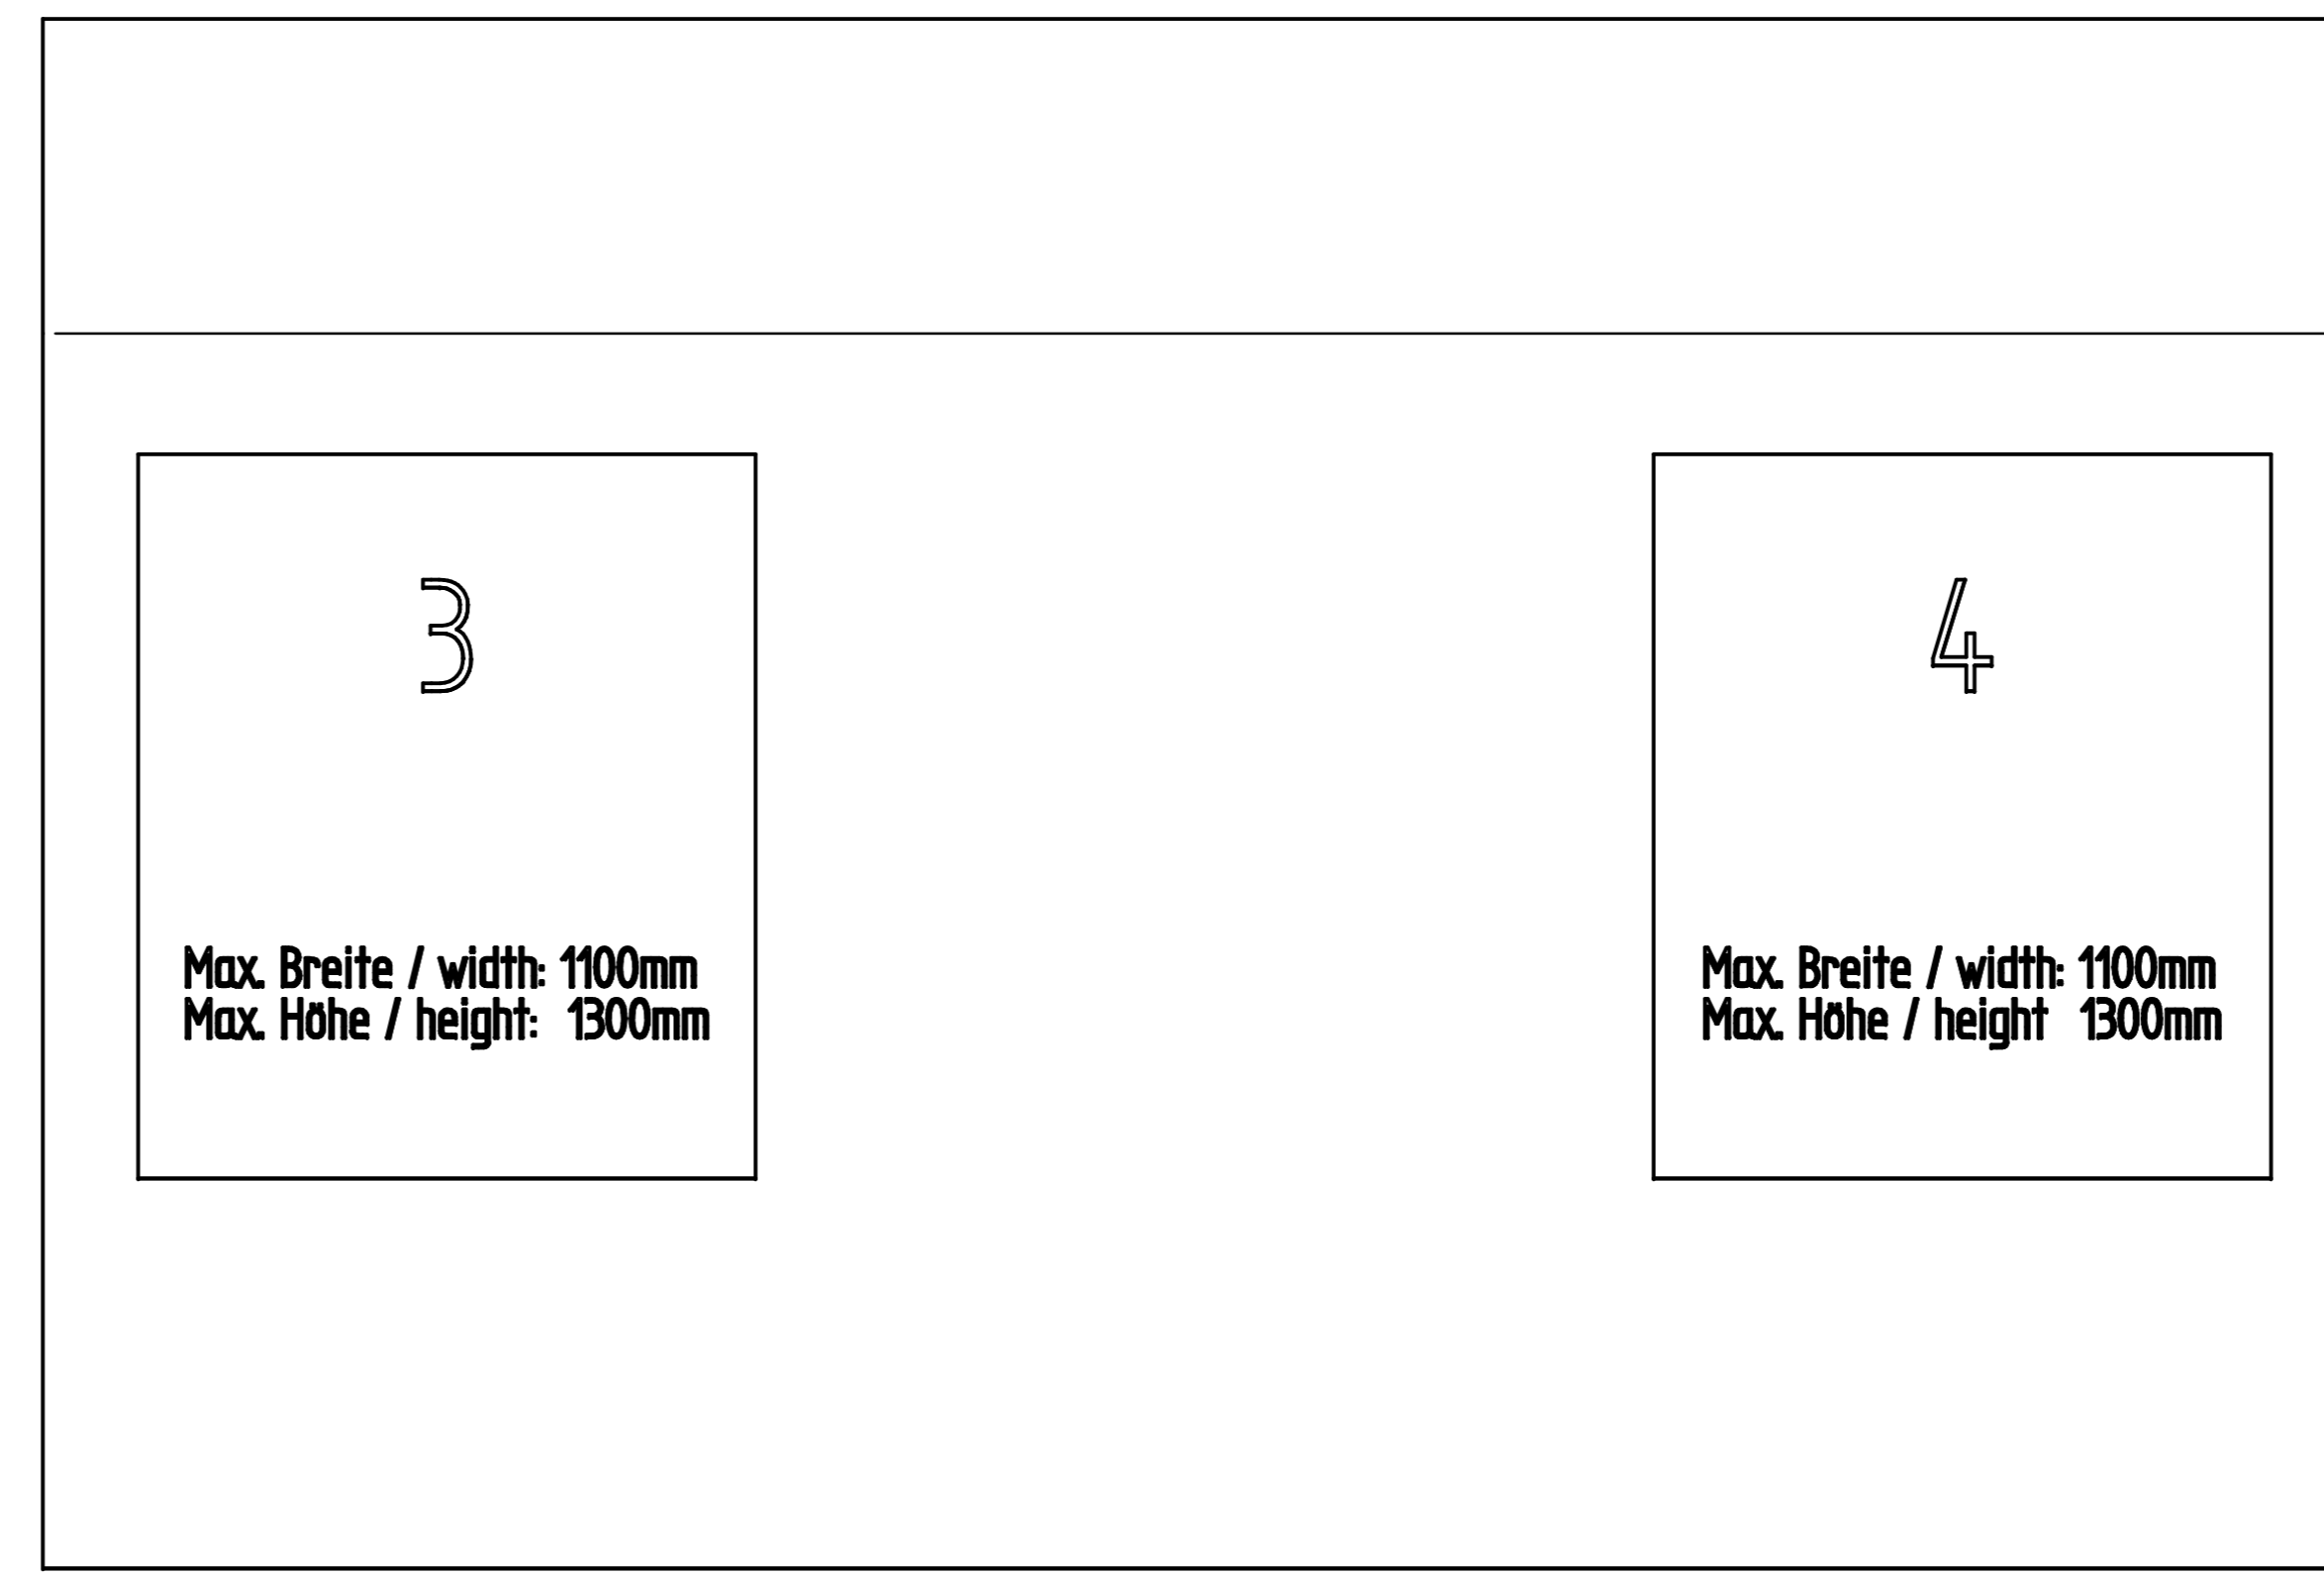 3
4
Max. Breite / width: 1100mm
Max. Höhe / height: 1300mm
Max. Breite / width: 1100mm
Max. Höhe / height 1300mm